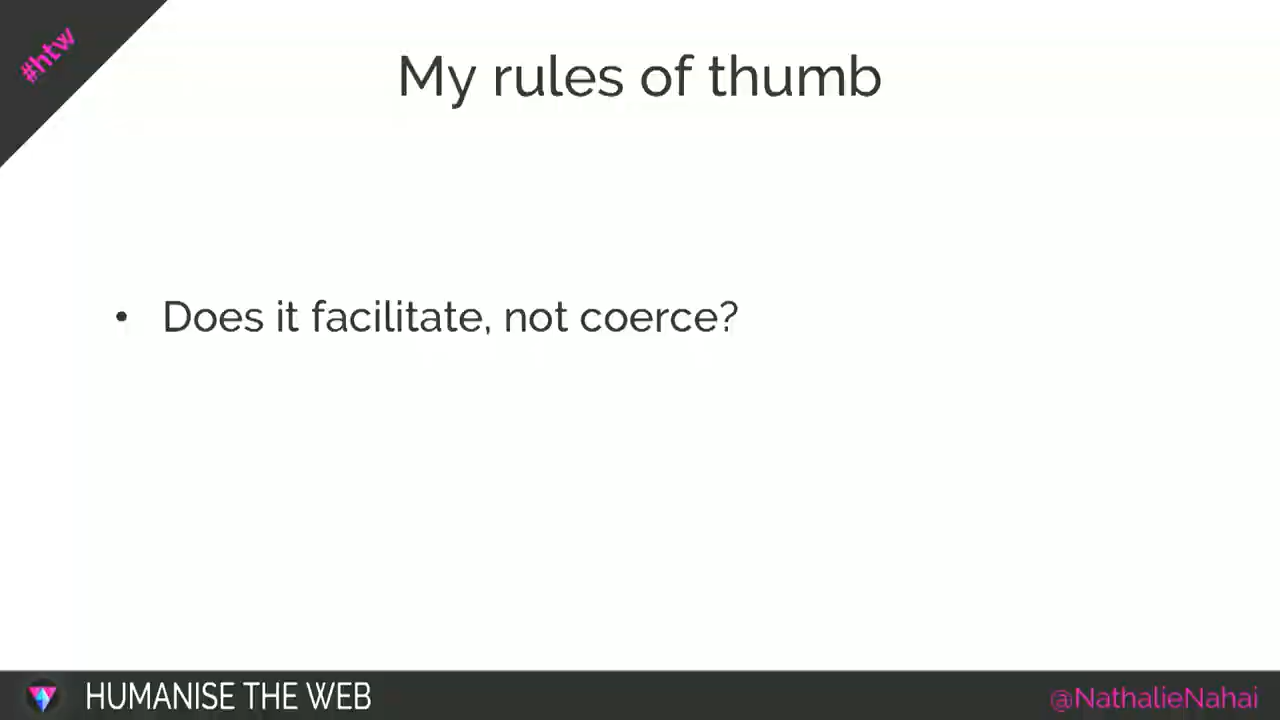 #htw
My rules of thumb
• Does it facilitate, not coerce?
HUMANISE THE WEB
@NathalieNahai